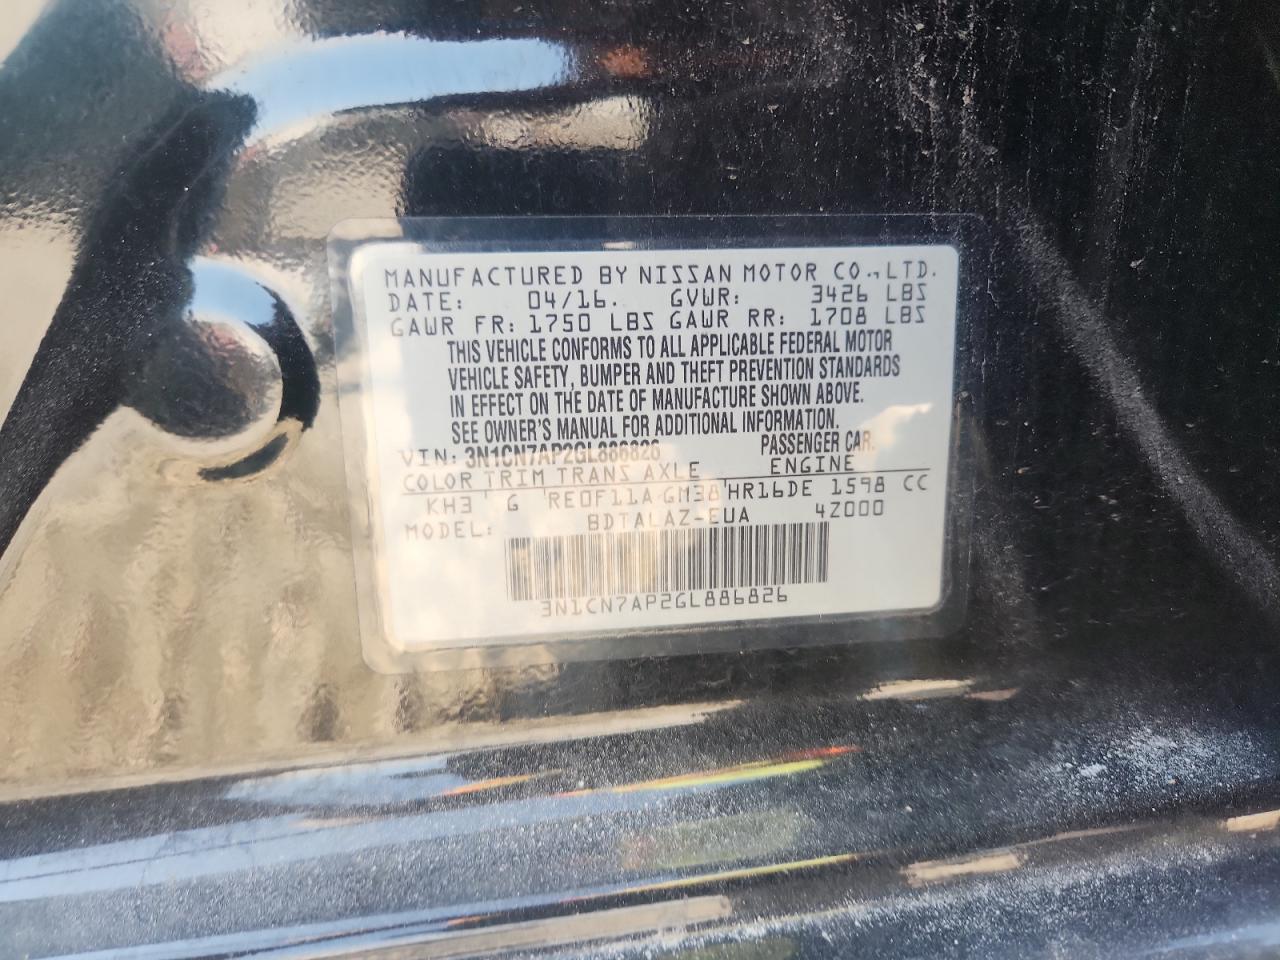 MANUFACTURED BY NISSAN MOTOR CO., LTD.
DATE: 04/16. GVWR: 3426 LBS
GAWR FR: 1750 LBS GAWR RR: 1708 LBS
THIS VEHICLE CONFORMS TO ALL APPLICABLE FEDERAL MOTOR
VEHICLE SAFETY, BUMPER AND THEFT PREVENTION STANDARDS
IN EFFECT ON THE DATE OF MANUFACTURE SHOWN ABOVE.
SEE OWNER'S MANUAL FOR ADDITIONAL INFORMATION.
VIN: 3N1CN7AP2GL886826 PASSENGER CAR.
COLOR TRIM TRANS AXLE ENGINE
KH3 G RE0F11A GM38 HR16DE 1598 CC
MODEL: BDTALAZ-EUA 4Z000
3N1CN7AP2GL886826